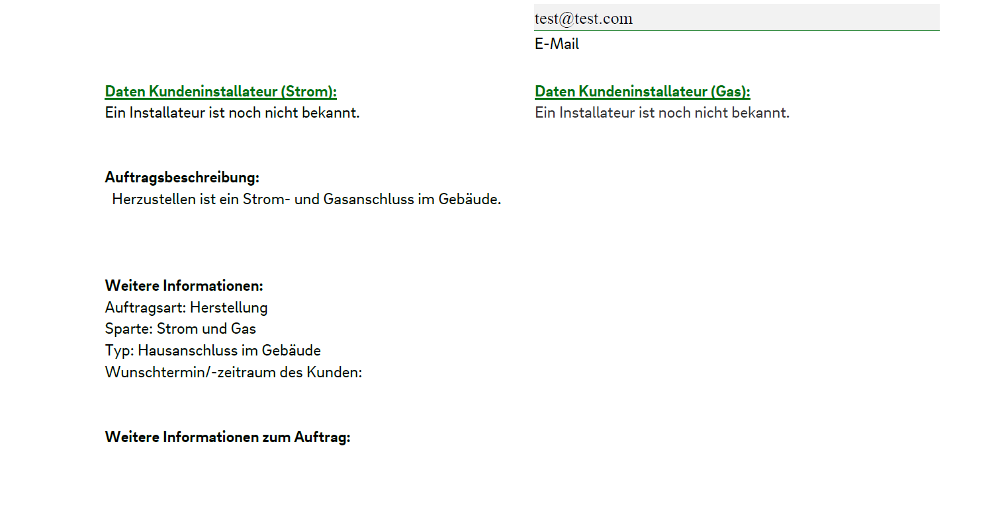 test@test.com
E-Mail
Daten Kundeninstallateur (Strom):
Ein Installateur ist noch nicht bekannt.
Daten Kundeninstallateur (Gas):
Ein Installateur ist noch nicht bekannt.
Auftragsbeschreibung:
Herzustellen ist ein Strom- und Gasanschluss im Gebäude.
Weitere Informationen:
Auftragsart: Herstellung
Sparte: Strom und Gas
Typ: Hausanschluss im Gebäude
Wunschtermin/-zeitraum des Kunden:
Weitere Informationen zum Auftrag: